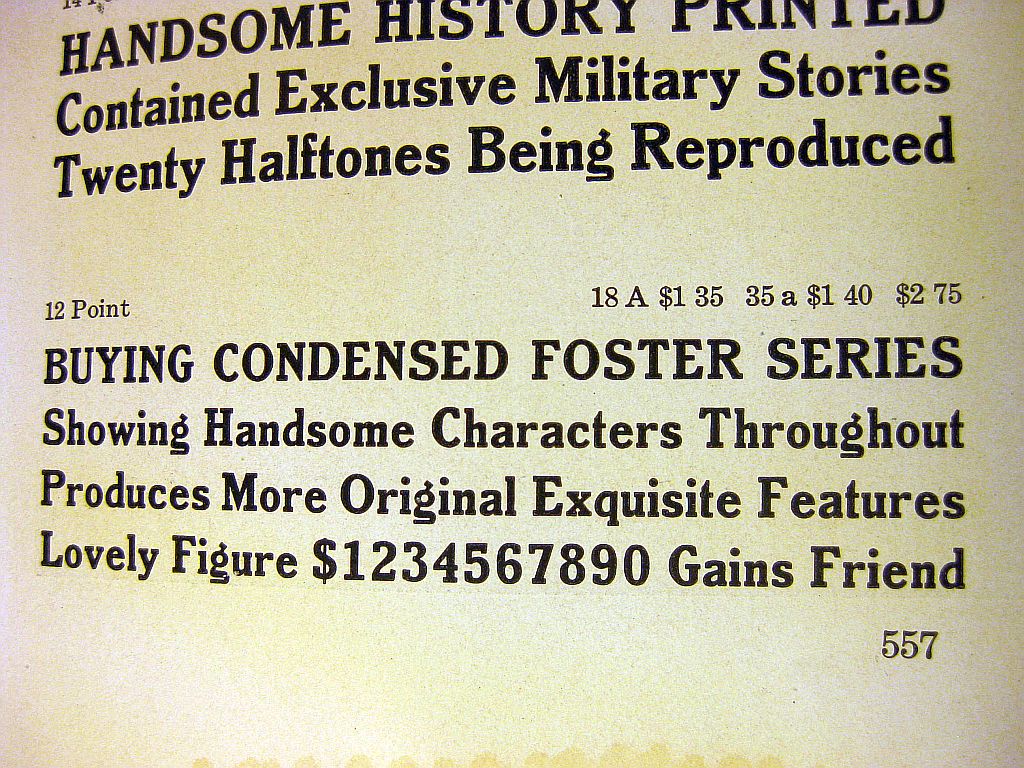 HANDSOME HISTORY PRINTED
Contained Exclusive Military Stories
Twenty Halftones Being Reproduced
12 Point 18 A $1 35 35 a $1 40 $2 75
BUYING CONDENSED FOSTER SERIES
Showing Handsome Characters Throughout
Produces More Original Exquisite Features
Lovely Figure $1234567890 Gains Friend
557